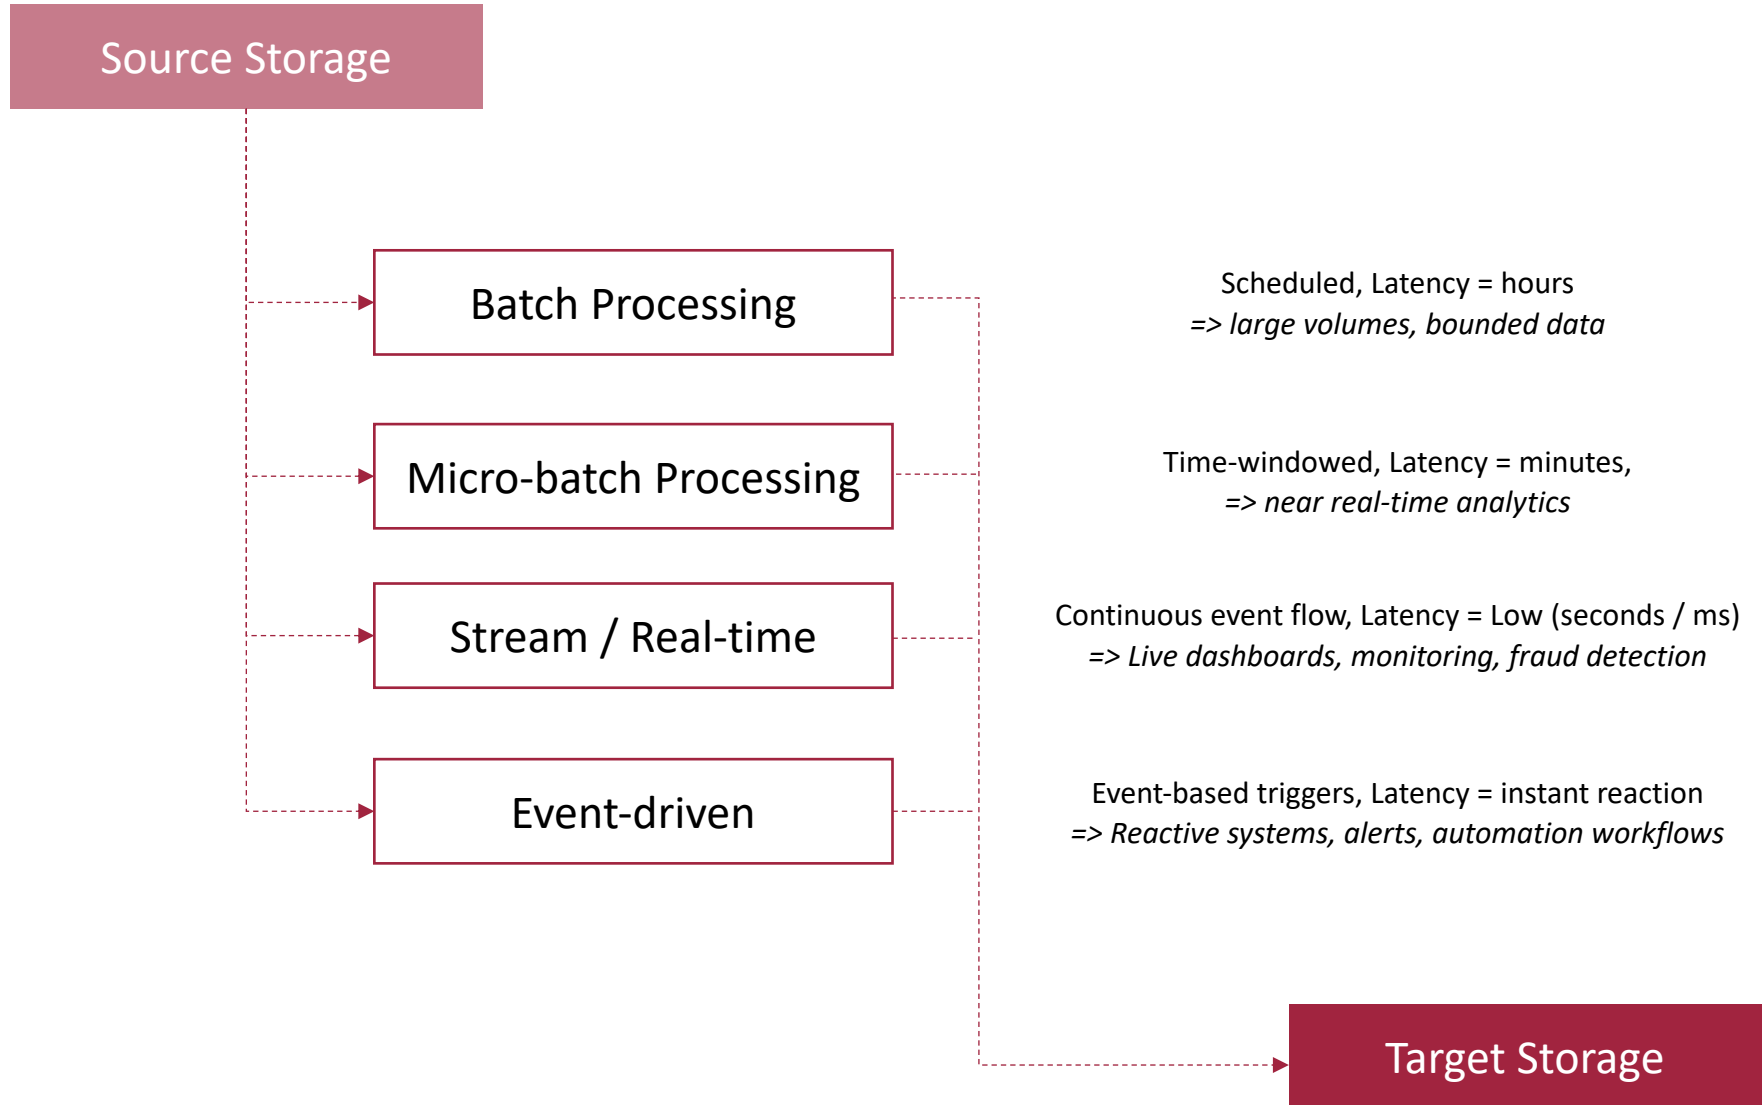 Source Storage
Batch Processing
Scheduled, Latency = hours
=> large volumes, bounded data
Micro-batch Processing
Time-windowed, Latency = minutes,
=> near real-time analytics
Stream / Real-time
Continuous event flow, Latency = Low (seconds / ms)
=> Live dashboards, monitoring, fraud detection
Event-driven
Event-based triggers, Latency = instant reaction
=> Reactive systems, alerts, automation workflows
Target Storage